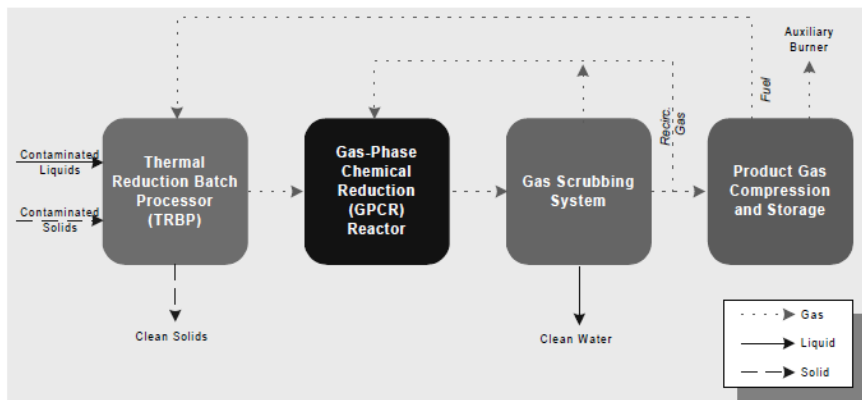 Auxiliary
Burner
Fuel
Recirc.
Gas
Contaminated
Liquids
Contaminated
Solids
Thermal
Reduction Batch
Processor
(TRBP)
Gas-Phase
Chemical
Reduction
(GPCR)
Reactor
Gas Scrubbing
System
Product Gas
Compression
and Storage
Clean Solids
Clean Water
Gas
Liquid
Solid